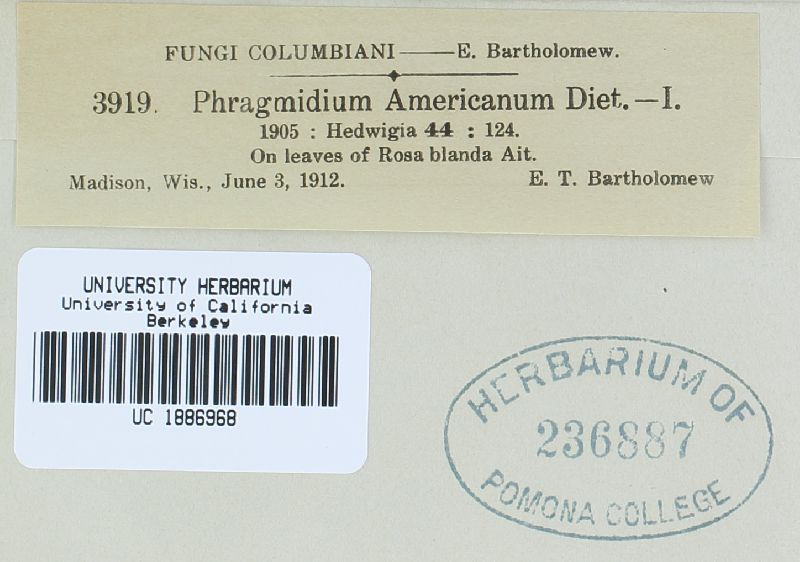 FUNGI COLUMBIANI——E. Bartholomew.
3919. Phragmidium Americanum Diet.—I.
1905 : Hedwigia 44 : 124.
On leaves of Rosa blanda Ait.
Madison, Wis., June 3, 1912. E. T. Bartholomew
UNIVERSITY HERBARIUM
University of California
Berkeley
UC 1886968
HERBARIUM OF
236887
POMONA COLLEGE